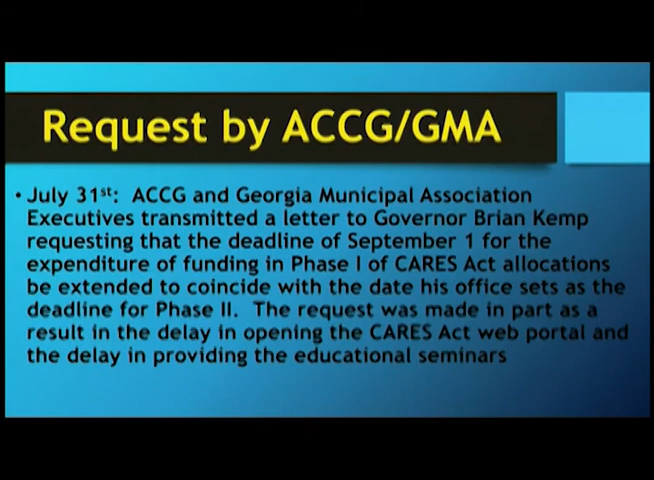 Request by ACCG/GMA
• July 31st: ACCG and Georgia Municipal Association
Executives transmitted a letter to Governor Brian Kemp
requesting that the deadline of September 1 for the
expenditure of funding in Phase I of CARES Act allocations
be extended to coincide with the date his office sets as the
deadline for Phase II. The request was made in part as a
result in the delay in opening the CARES Act web portal and
the delay in providing the educational seminars